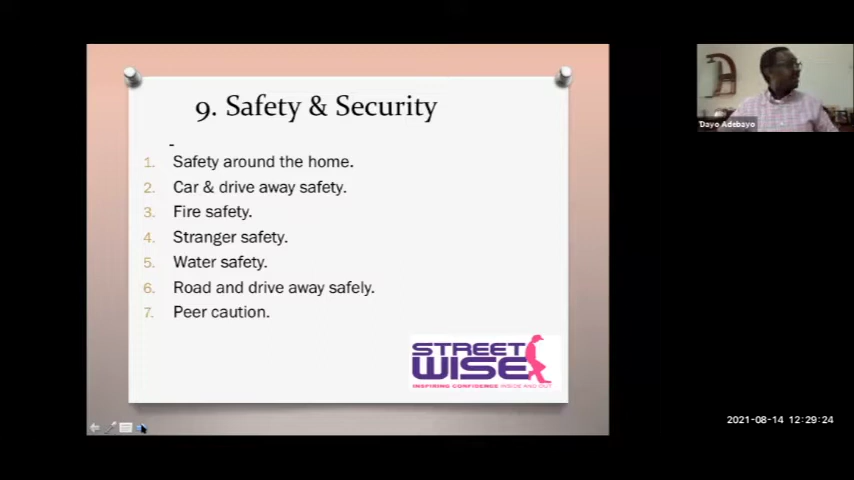 9. Safety & Security
-
1. Safety around the home.
2. Car & drive away safety.
3. Fire safety.
4. Stranger safety.
5. Water safety.
6. Road and drive away safely.
7. Peer caution.
STREET
WISE
INSPIRING CONFIDENCE INSIDE AND OUT
Dayo Adebayo
2021-08-14 12:29:24